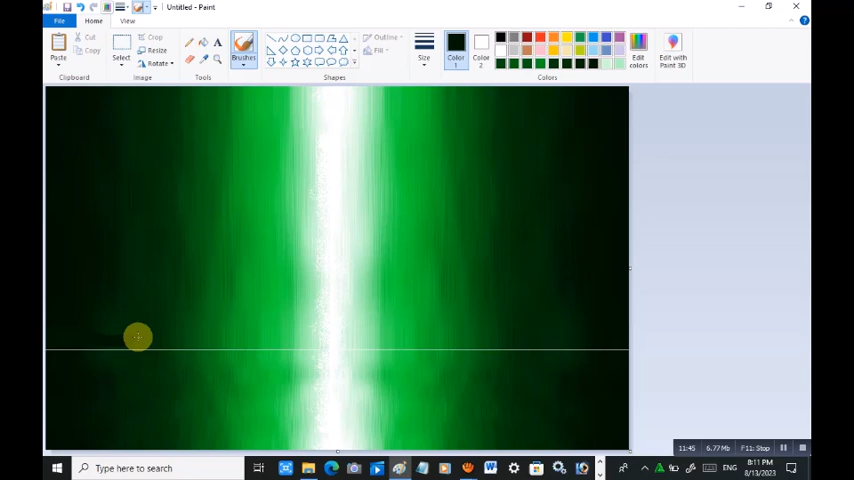 Untitled - Paint
File
Home
View
Paste
Cut
Copy
Clipboard
Select
Crop
Resize
Rotate
Image
A
Tools
Brushes
Outline
Fill
Shapes
Size
Color 1
Color 2
Edit colors
Colors
Edit with Paint 3D
11:45
6.77Mb
F11: Stop
Type here to search
W
ENG
8:11 PM
8/13/2023